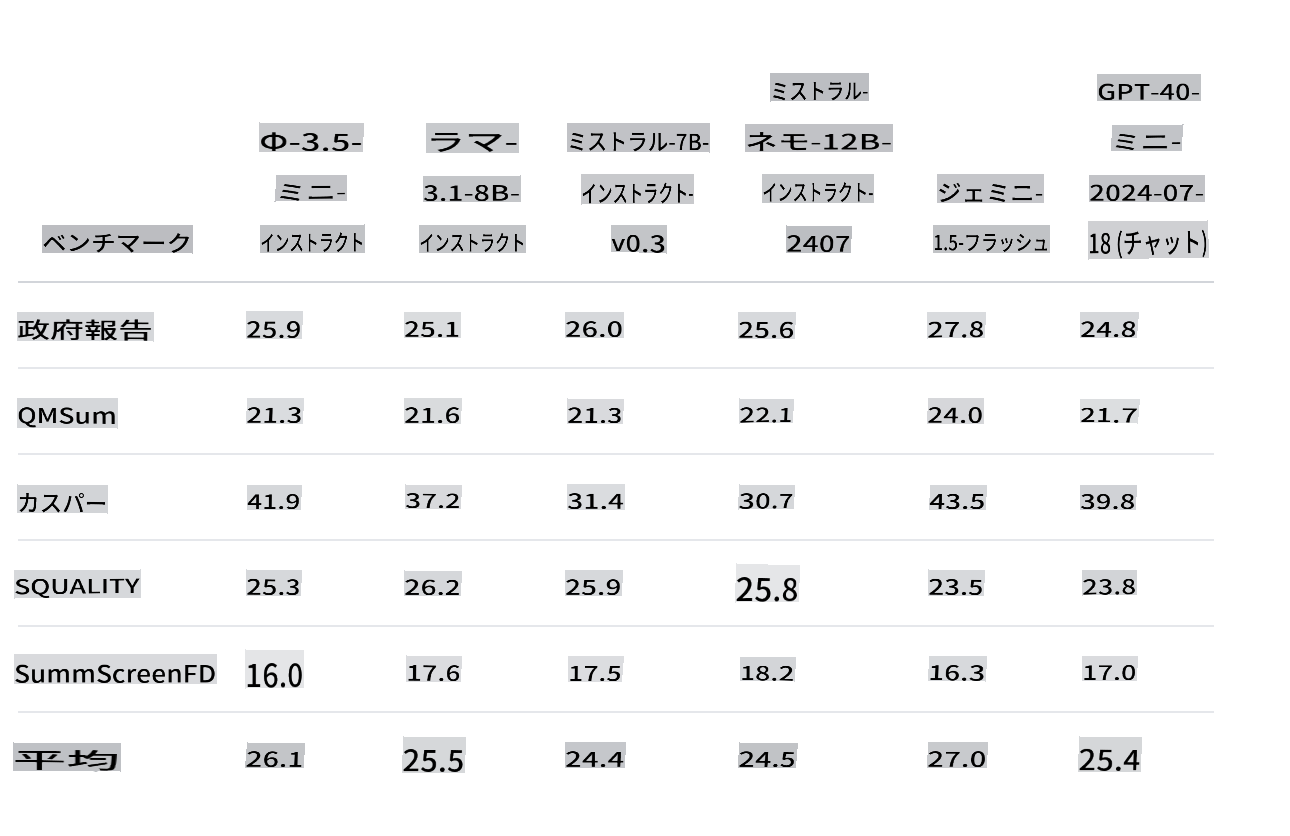 ベンチマーク Φ-3.5-ミニ-インストラクト ラマ-3.1-8B-インストラクト ミストラル-7B-インストラクト-v0.3 ミストラル-ネモ-12B-インストラクト-2407 ジェミニ-1.5-フラッシュ GPT-40-ミニ-2024-07-18 (チャット)
政府報告 25.9 25.1 26.0 25.6 27.8 24.8
QMSum 21.3 21.6 21.3 22.1 24.0 21.7
カスパー 41.9 37.2 31.4 30.7 43.5 39.8
SQUALITY 25.3 26.2 25.9 25.8 23.5 23.8
SummScreenFD 16.0 17.6 17.5 18.2 16.3 17.0
平均 26.1 25.5 24.4 24.5 27.0 25.4